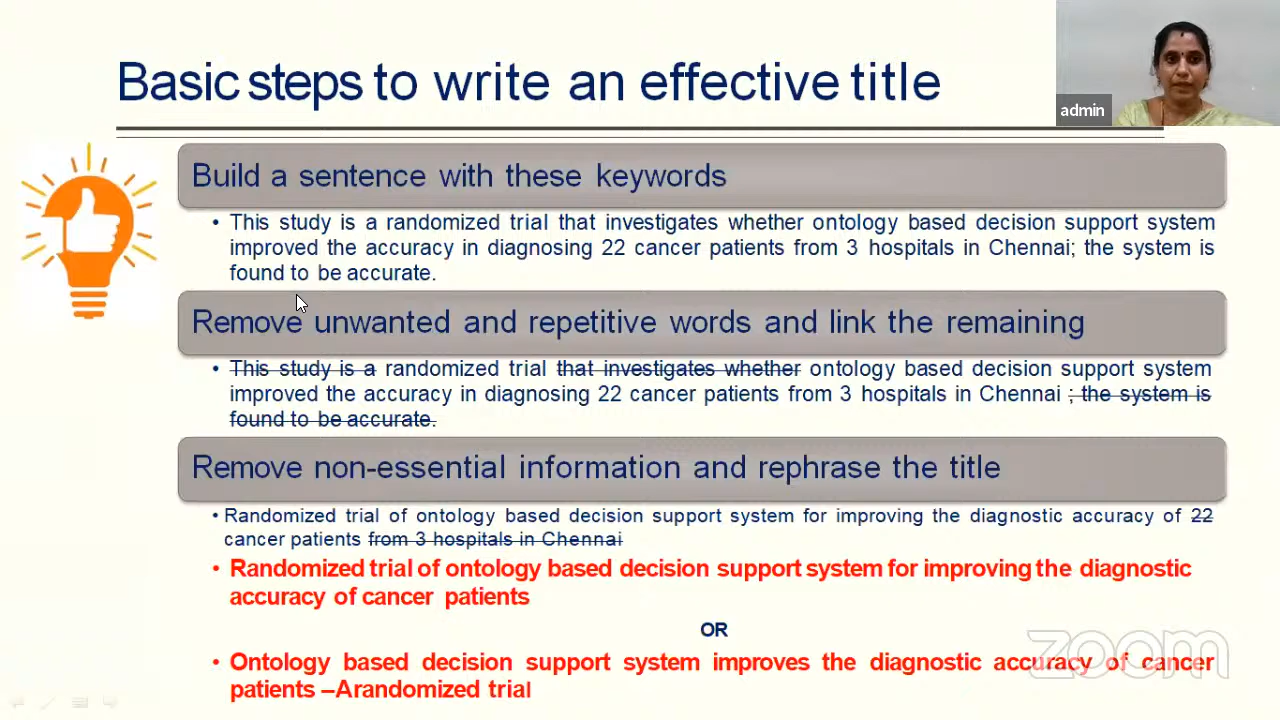 Basic steps to write an effective title
admin
Build a sentence with these keywords
• This study is a randomized trial that investigates whether ontology based decision support system
improved the accuracy in diagnosing 22 cancer patients from 3 hospitals in Chennai; the system is
found to be accurate.
Remove unwanted and repetitive words and link the remaining
• This study is a randomized trial that investigates whether ontology based decision support system
improved the accuracy in diagnosing 22 cancer patients from 3 hospitals in Chennai ; the system is
found to be accurate.
Remove non-essential information and rephrase the title
• Randomized trial of ontology based decision support system for improving the diagnostic accuracy of 22
cancer patients from 3 hospitals in Chennai
• Randomized trial of ontology based decision support system for improving the diagnostic
accuracy of cancer patients
OR
• Ontology based decision support system improves the diagnostic accuracy of cancer
patients –Arandomized trial
zoom